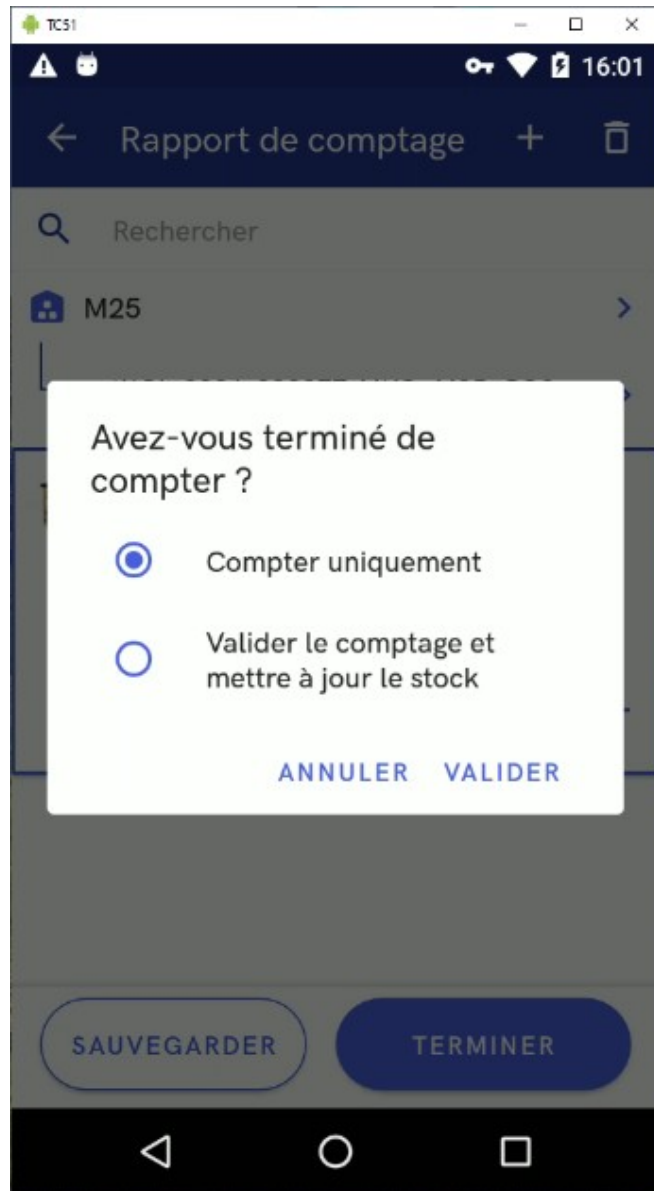 TC51
16:01
Rapport de comptage
Rechercher
M25
Avez-vous terminé de
compter ?
Compter uniquement
Valider le comptage et
mettre à jour le stock
ANNULER VALIDER
SAUVEGARDER TERMINER